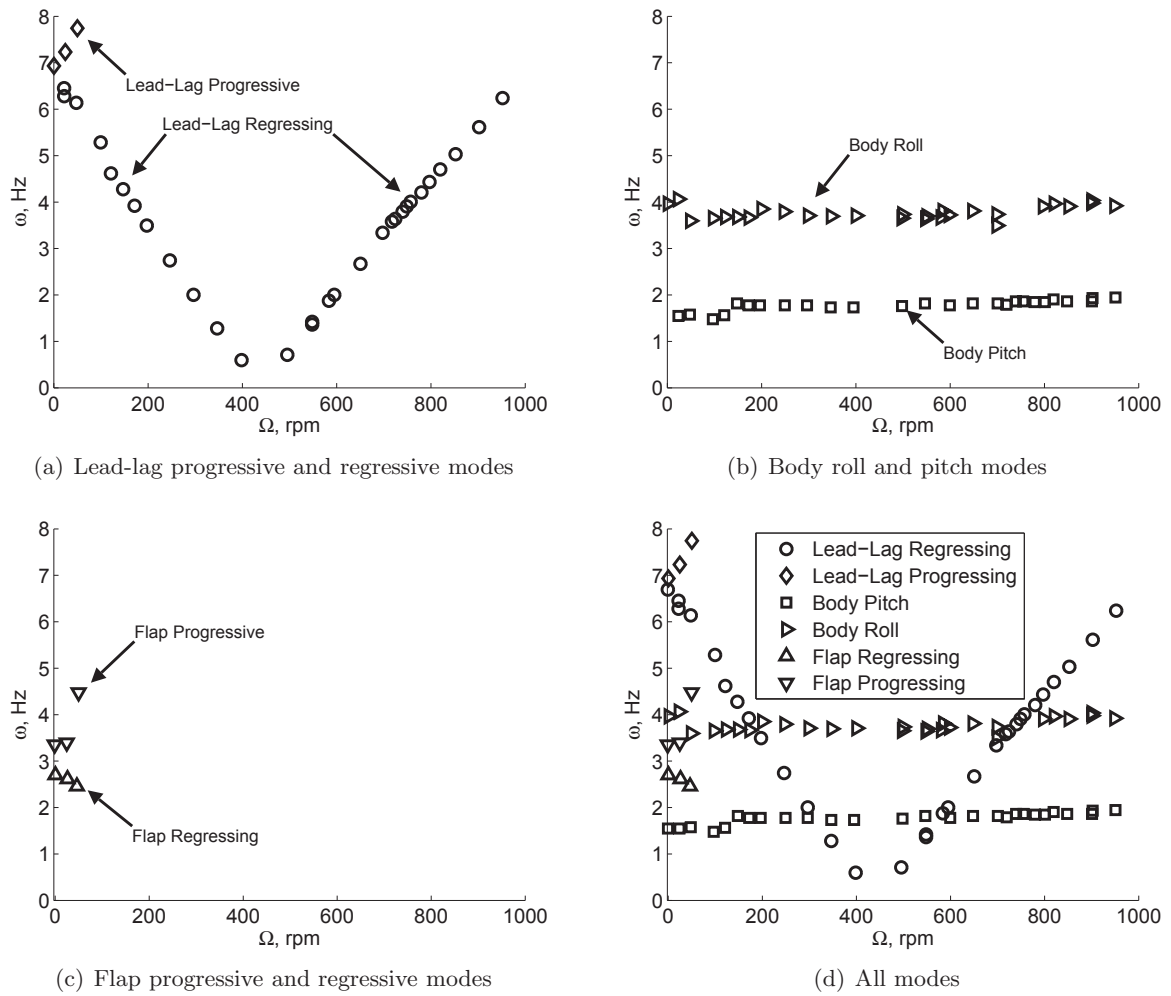 8
7
6
5
4
3
2
1
0
ω, Hz
Lead−Lag Progressive
Lead−Lag Regressing
0 200 400 600 800 1000
Ω, rpm
(a) Lead-lag progressive and regressive modes
8
7
6
5
4
3
2
1
0
ω, Hz
Body Roll
Body Pitch
0 200 400 600 800 1000
Ω, rpm
(b) Body roll and pitch modes
8
7
6
5
4
3
2
1
0
ω, Hz
Flap Progressive
Flap Regressing
0 200 400 600 800 1000
Ω, rpm
(c) Flap progressive and regressive modes
8
7
6
5
4
3
2
1
0
ω, Hz
Lead−Lag Regressing
Lead−Lag Progressing
Body Pitch
Body Roll
Flap Regressing
Flap Progressing
0 200 400 600 800 1000
Ω, rpm
(d) All modes